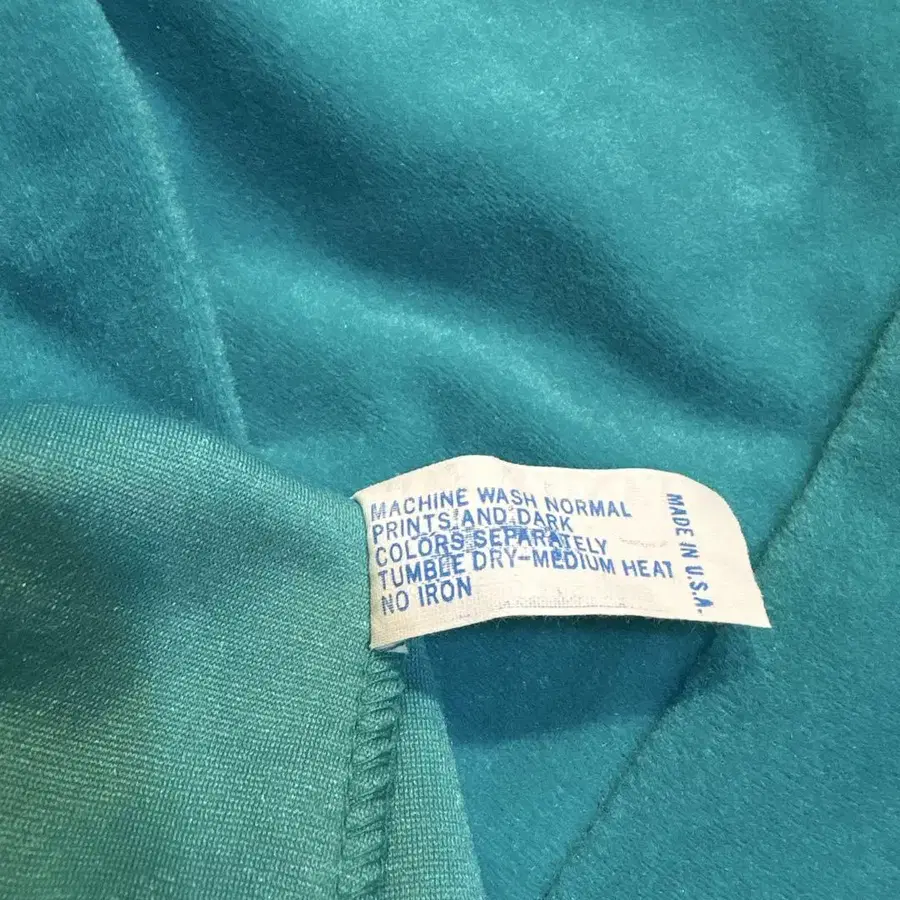 MACHINE WASH NORMAL
PRINTS AND DARK
COLORS SEPARATELY
TUMBLE DRY-MEDIUM HEAT
NO IRON
MADE IN U.S.A.